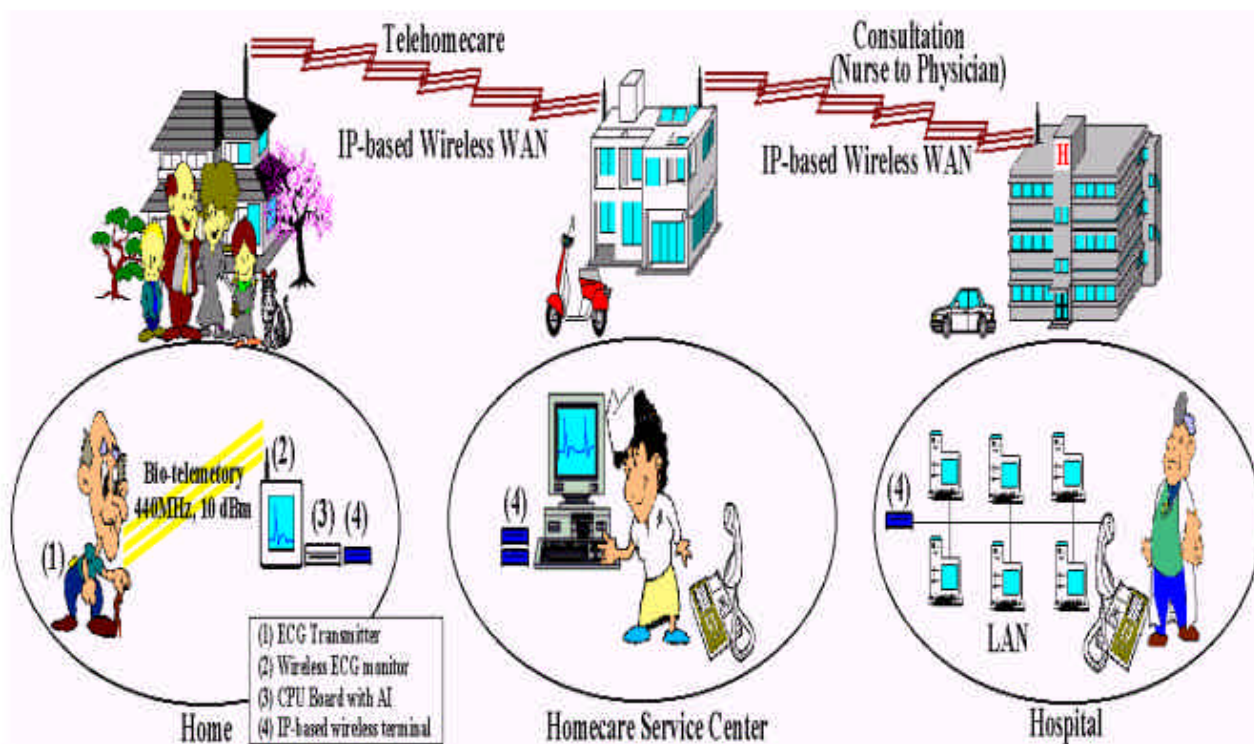 Telehomecare
Consultation
(Nurse to Physician)
IP-based Wireless WAN
IP-based Wireless WAN
H
Bio-telemetory
440MHz, 10 dBm
(1)
(2)
(3)
(4)
(4)
(4)
LAN
(1) ECG Transmitter
(2) Wireless ECG monitor
(3) CPU Board with AI
(4) IP-based wireless terminal
Home
Homecare Service Center
Hospital